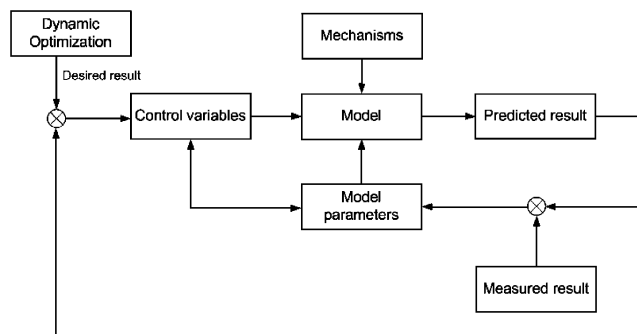 Dynamic
Optimization
Mechanisms
Desired result
Control variables
Model
Predicted result
Model
parameters
Measured result